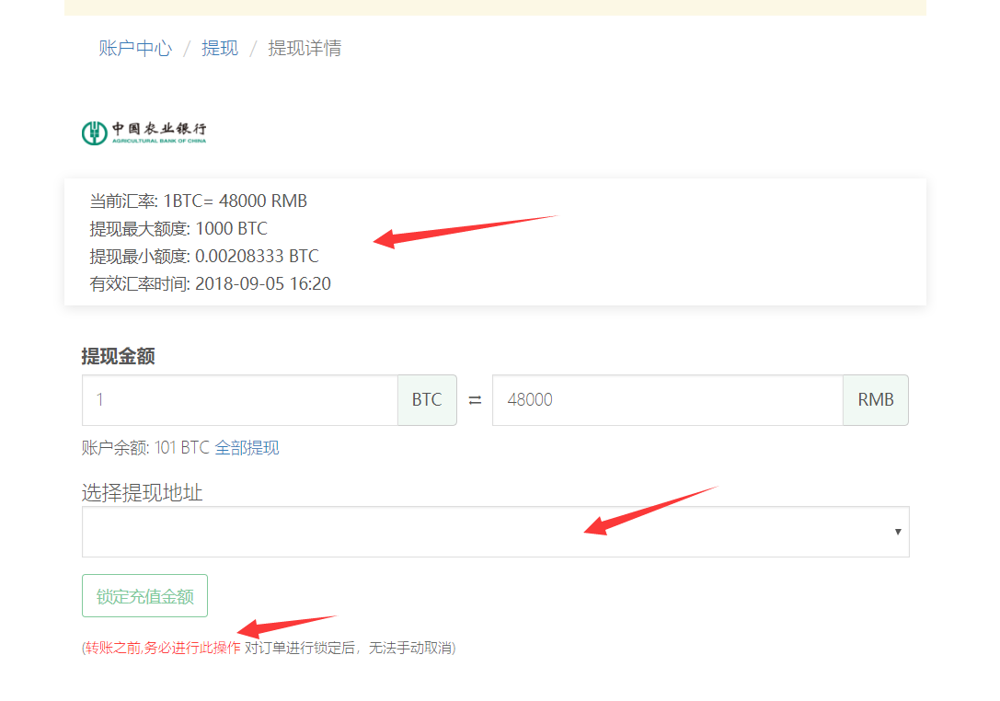 账户中心 / 提现 / 提现详情
中国农业银行
AGRICULTURAL BANK OF CHINA
当前汇率: 1BTC= 48000 RMB
提现最大额度: 1000 BTC
提现最小额度: 0.00208333 BTC
有效汇率时间: 2018-09-05 16:20
提现金额
1 BTC ⇄ 48000 RMB
账户余额: 101 BTC 全部提现
选择提现地址
锁定充值金额
(转账之前,务必进行此操作 对订单进行锁定后，无法手动取消)